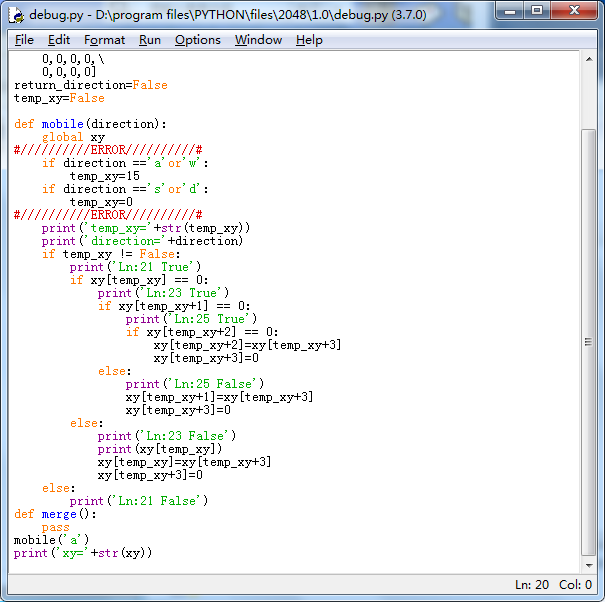 debug.py - D:\program files\PYTHON\files\2048\1.0\debug.py (3.7.0)
File Edit Format Run Options Window Help
    0,0,0,0,\
    0,0,0,0]
return_direction=False
temp_xy=False

def mobile(direction):
    global xy
#//////////ERROR//////////#
    if direction =='a'or'w':
        temp_xy=15
    if direction =='s'or'd':
        temp_xy=0
#//////////ERROR//////////#
    print('temp_xy='+str(temp_xy))
    print('direction='+direction)
    if temp_xy != False:
        print('Ln:21 True')
        if xy[temp_xy] == 0:
            print('Ln:23 True')
            if xy[temp_xy+1] == 0:
                print('Ln:25 True')
                if xy[temp_xy+2] == 0:
                    xy[temp_xy+2]=xy[temp_xy+3]
                    xy[temp_xy+3]=0
            else:
                print('Ln:25 False')
                xy[temp_xy+1]=xy[temp_xy+3]
                xy[temp_xy+3]=0
        else:
            print('Ln:23 False')
            print(xy[temp_xy])
            xy[temp_xy]=xy[temp_xy+3]
            xy[temp_xy+3]=0
    else:
        print('Ln:21 False')
def merge():
    pass
mobile('a')
print('xy='+str(xy))
Ln: 20 Col: 0